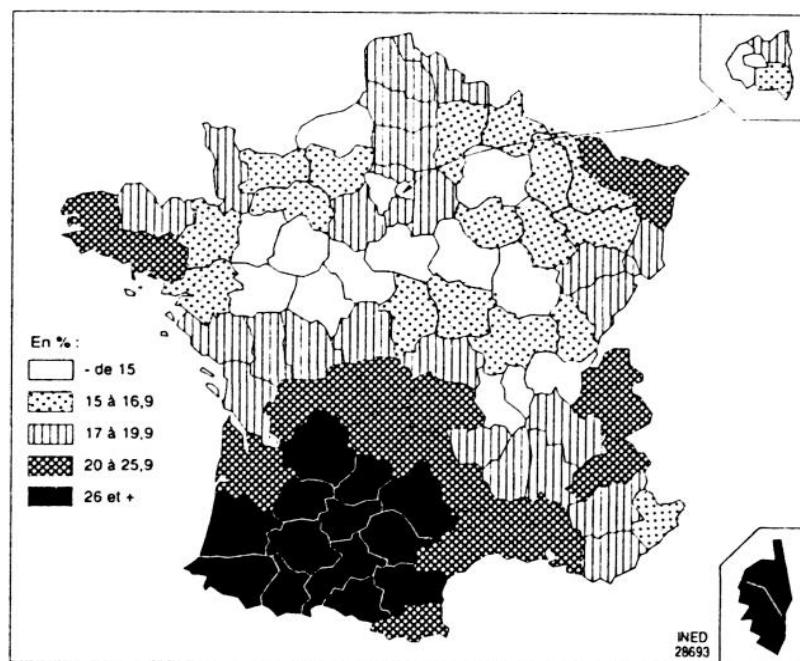 En % :
- de 15
15 à 16,9
17 à 19,9
20 à 25,9
26 et +
INED
28693